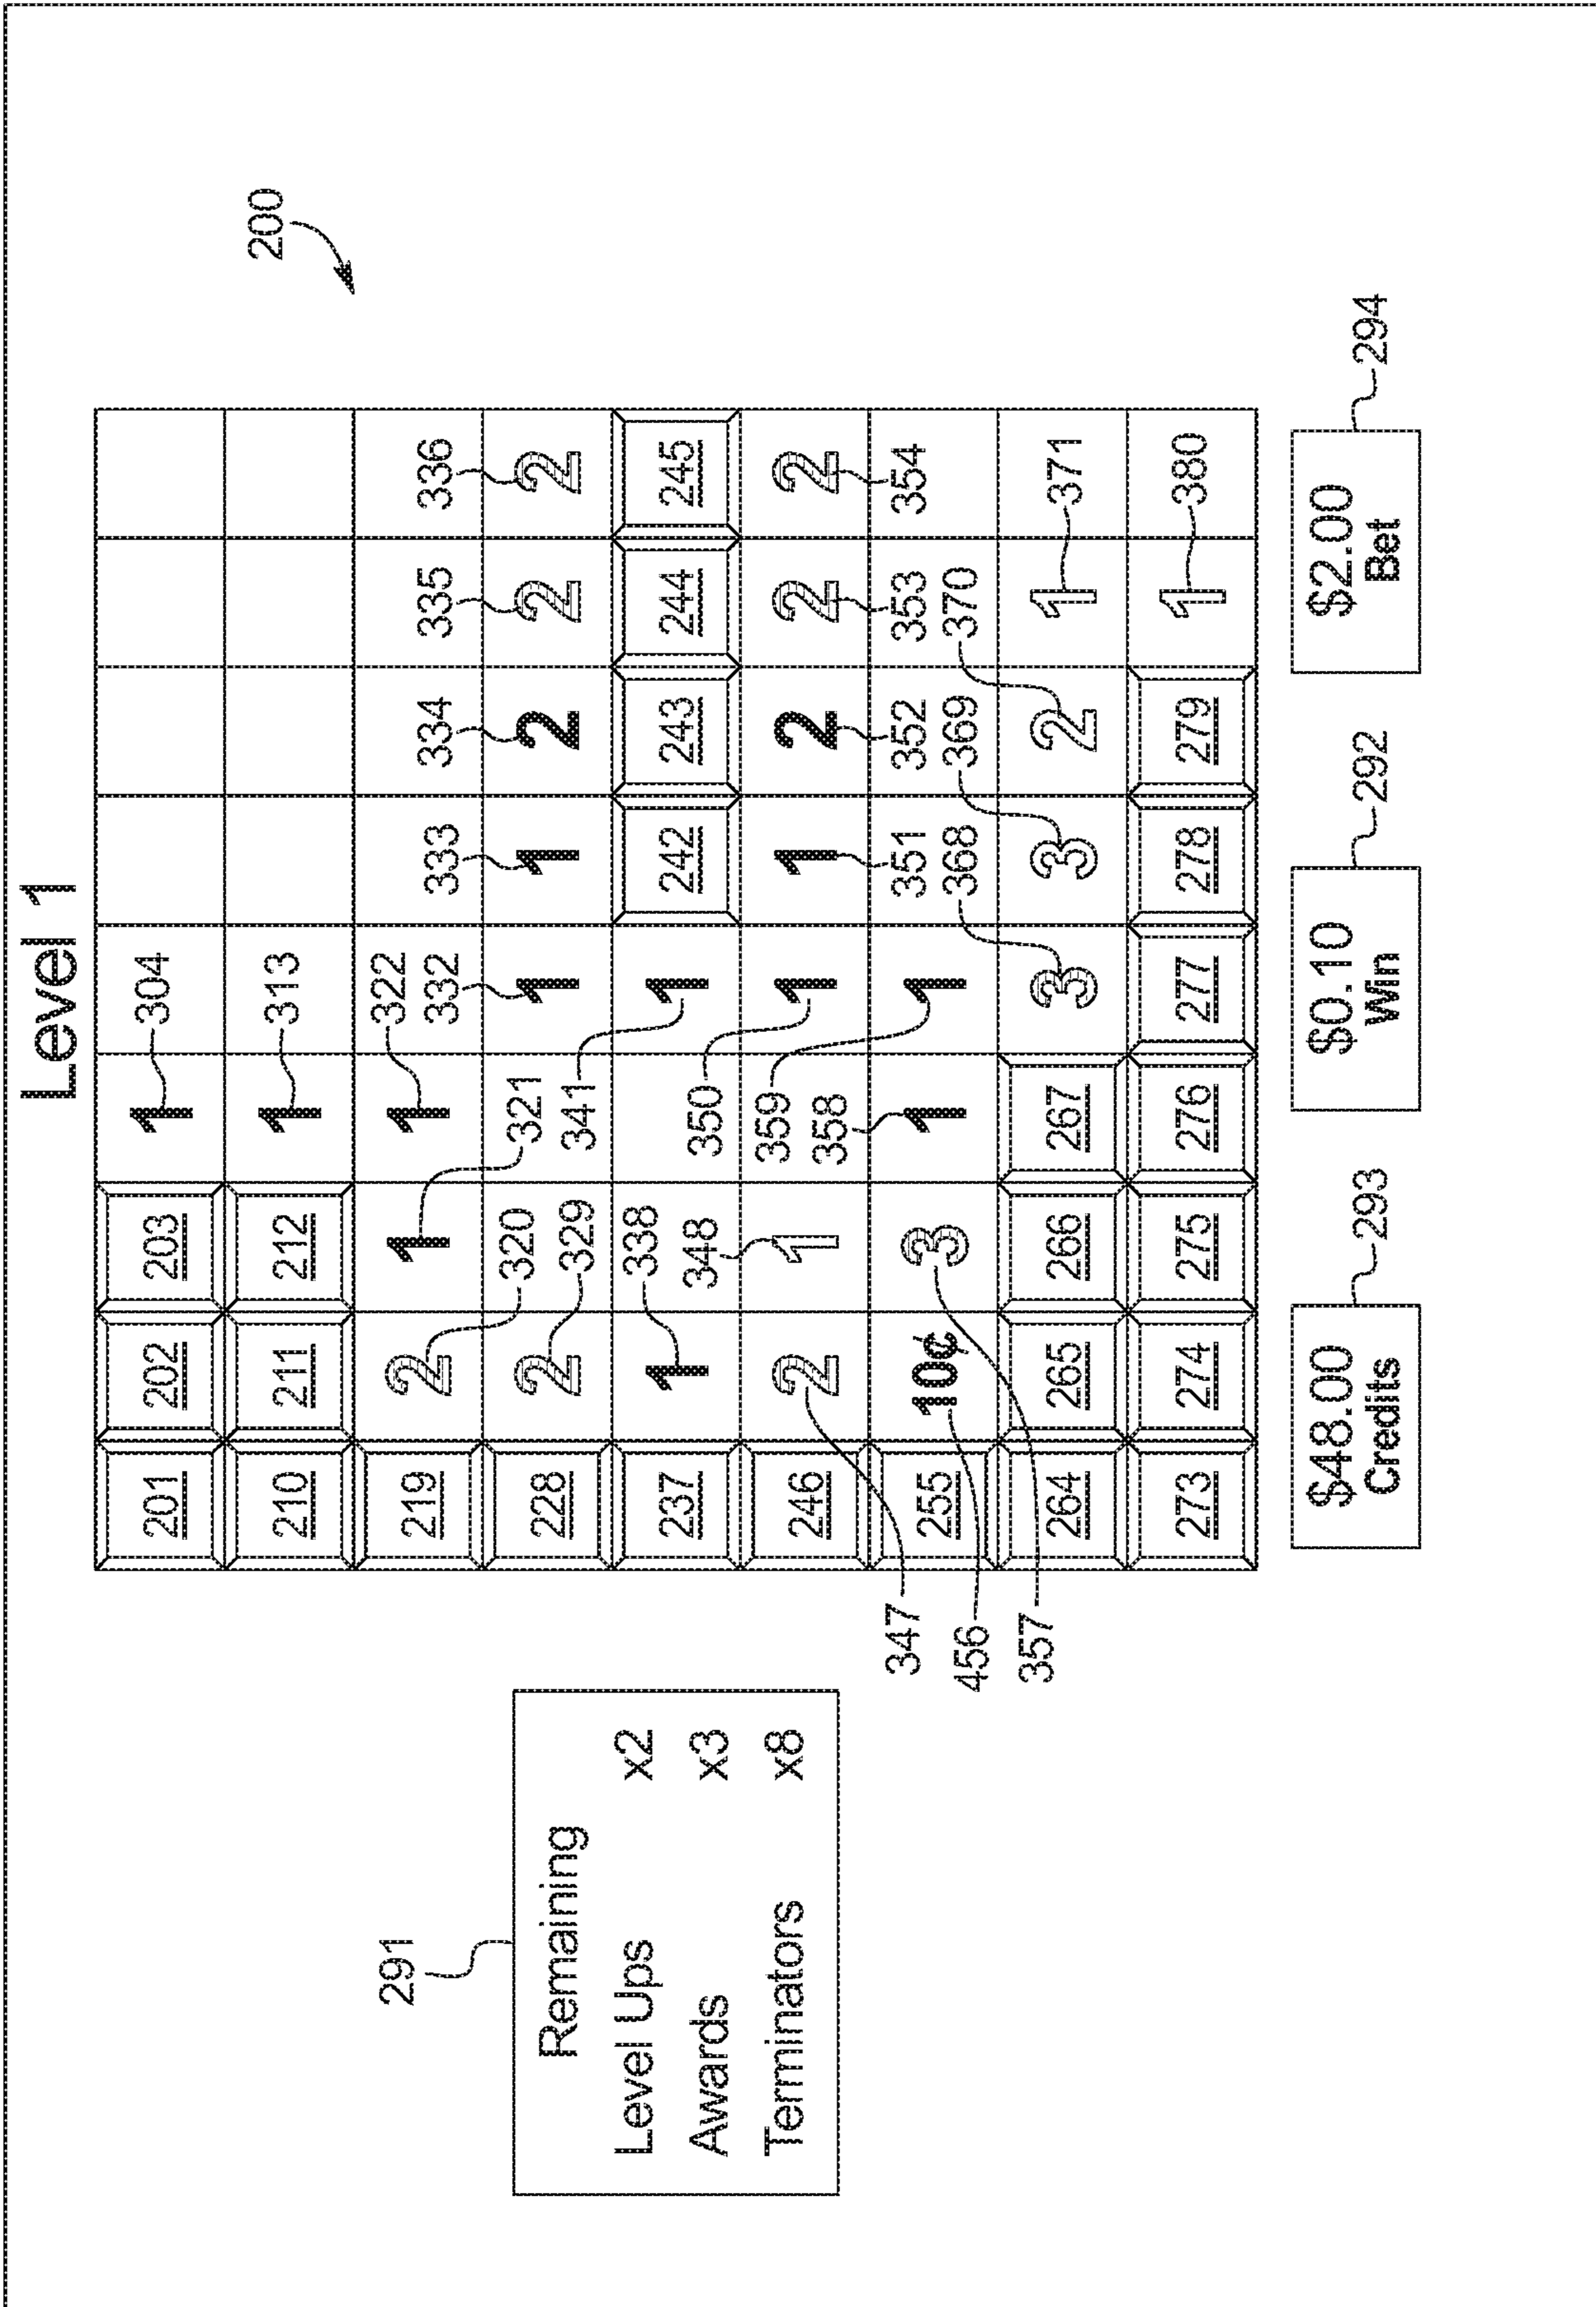 Level 1
201 202 203 1 304
200
210 211 212 1 313
322
219 2 1 1 332 333 334 335 336
291
320 321
228 2 1 1 2 2 2
329 341
Remaining
Level Ups x2
Awards x3
Terminators x8
338
237 1 1 242 243 244 245
348 350
246 2 1 1 1 2 2 2
359
358
347 351 352 353 354
255 10¢ 3 1 1
456 368 369 370
357
264 265 266 267 3 3 2 1 371
273 274 275 276 277 278 279 1 380
$48.00 $0.10 $2.00
Credits Win Bet
293 292 294